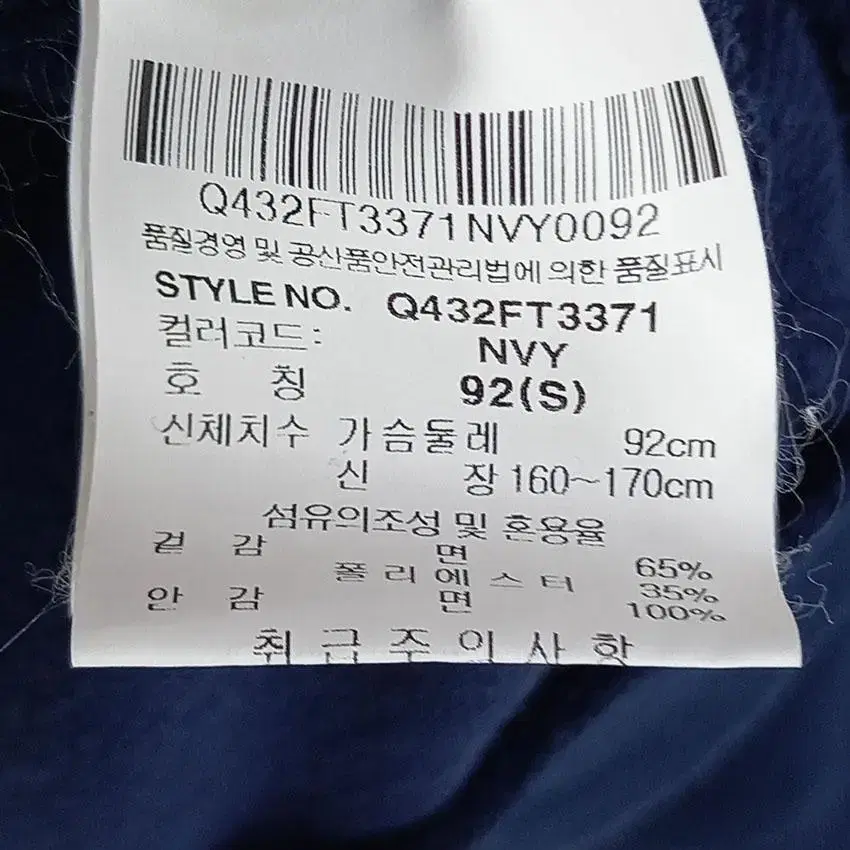 Q432FT3371NVY0092
품질경영 및 공산품안전관리법에 의한 품질표시
STYLE NO. Q432FT3371
컬러코드: NVY
호 칭 92(S)
신체치수 가슴둘레 92cm
신 장 160~170cm
섬유의조성 및 혼용율
겉 감 면 65%
폴리에스터 35%
안 감 면 100%
취급주의사항